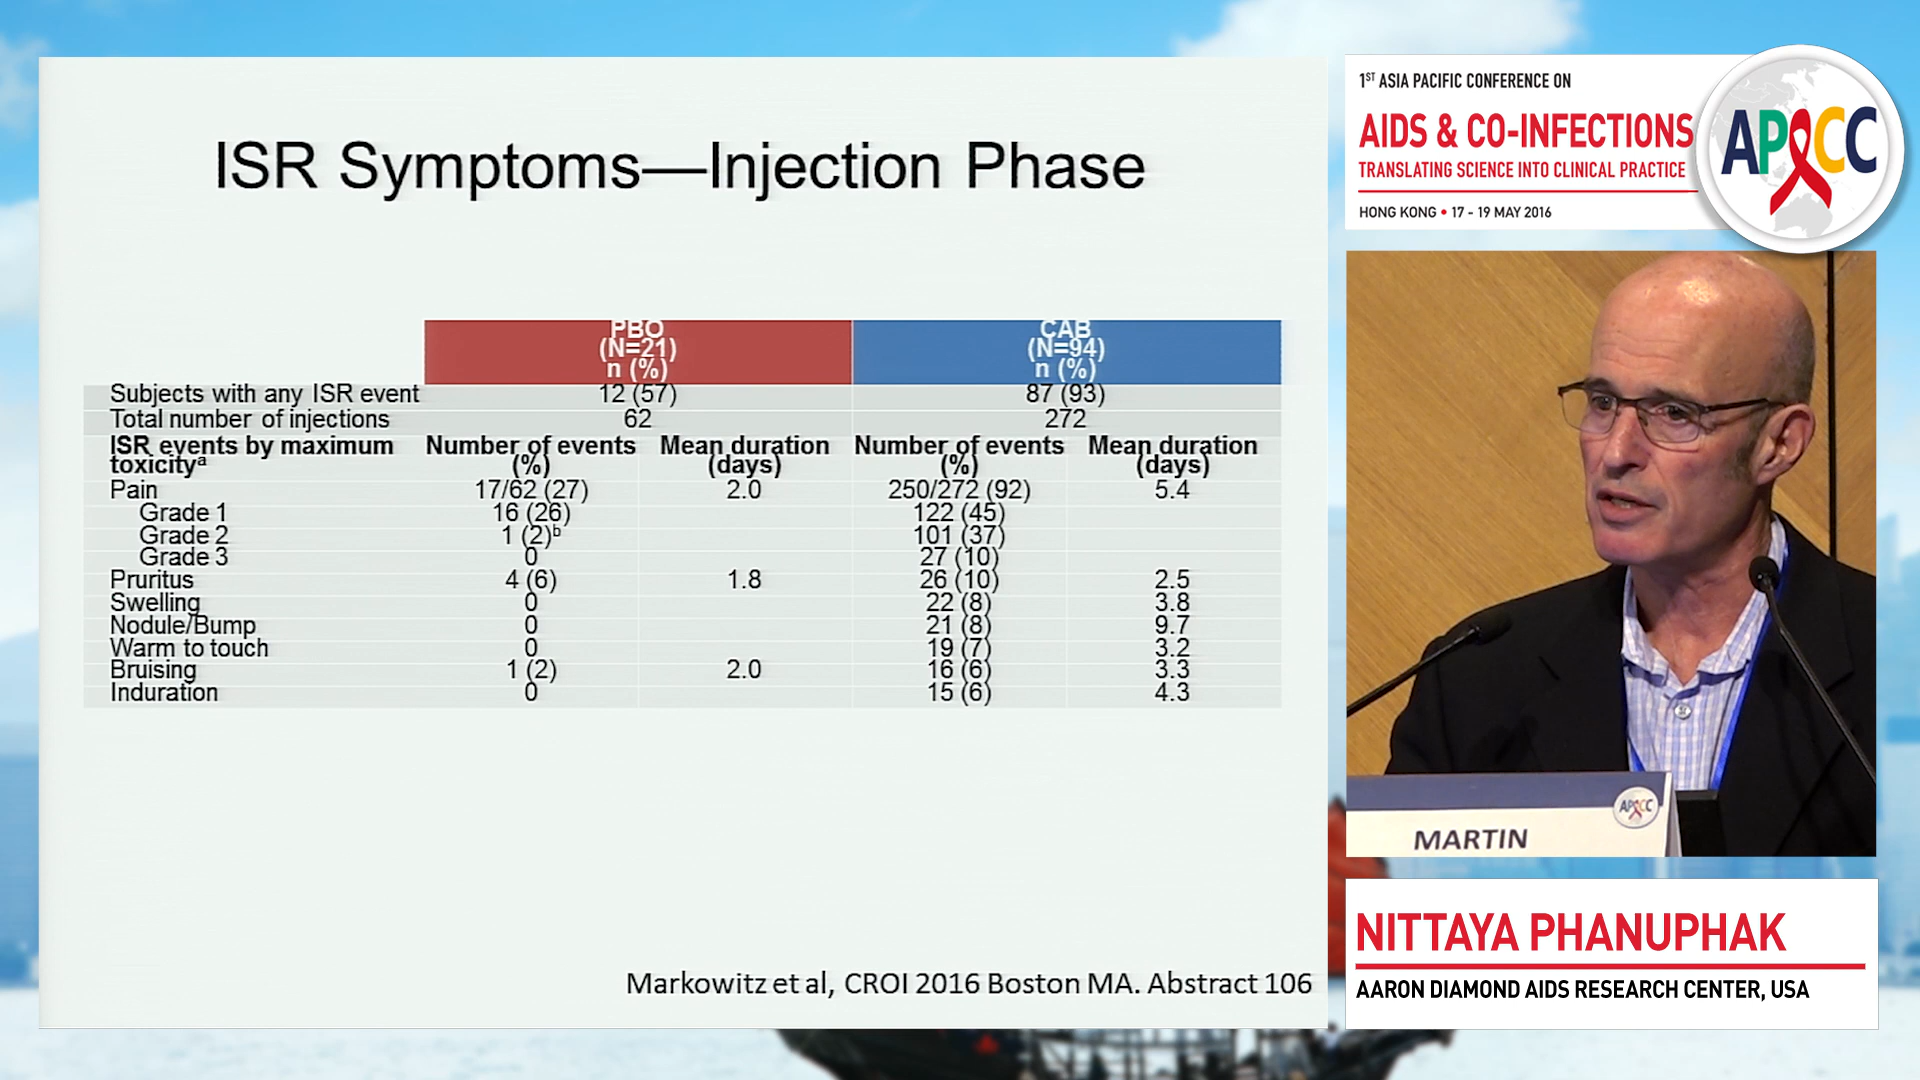 ISR Symptoms—Injection Phase
PBO
(N=21)
n (%)
CAB
(N=94)
n (%)
Subjects with any ISR event 12 (57) 87 (93)
Total number of injections 62 272
ISR events by maximum toxicityᵃ Number of events (%) Mean duration (days) Number of events (%) Mean duration (days)
Pain 17/62 (27) 2.0 250/272 (92) 5.4
Grade 1 16 (26) 122 (45)
Grade 2 1 (2)ᵇ 101 (37)
Grade 3 0 27 (10)
Pruritus 4 (6) 1.8 26 (10) 2.5
Swelling 0 22 (8) 3.8
Nodule/Bump 0 21 (8) 9.7
Warm to touch 0 19 (7) 3.2
Bruising 1 (2) 2.0 16 (6) 3.3
Induration 0 15 (6) 4.3
Markowitz et al, CROI 2016 Boston MA. Abstract 106
1ST ASIA PACIFIC CONFERENCE ON
AIDS & CO-INFECTIONS
TRANSLATING SCIENCE INTO CLINICAL PRACTICE
HONG KONG • 17 - 19 MAY 2016
APACC
APACC
MARTIN
NITTAYA PHANUPHAK
AARON DIAMOND AIDS RESEARCH CENTER, USA